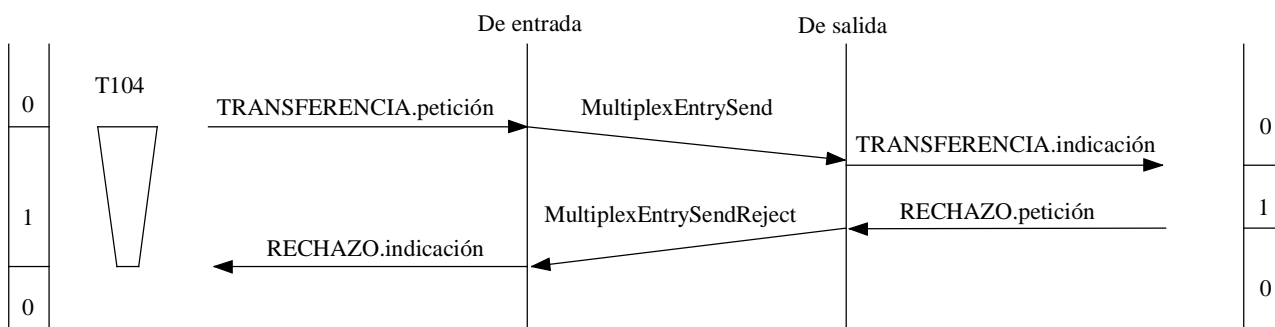 De entrada
De salida
T104
0
TRANSFERENCIA.petición
MultiplexEntrySend
0
TRANSFERENCIA.indicación
1
MultiplexEntrySendReject
RECHAZO.petición
1
RECHAZO.indicación
0
0